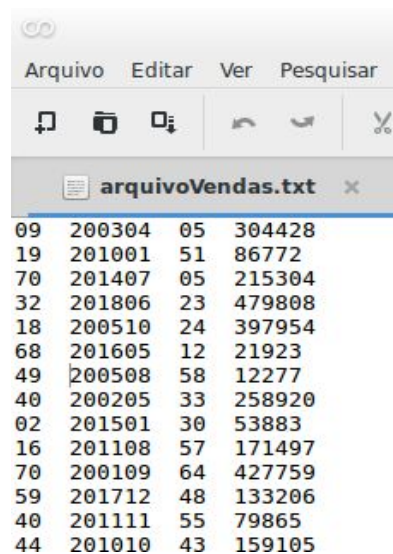 Arquivo Editar Ver Pesquisar
arquivoVendas.txt
09 200304 05 304428
19 201001 51 86772
70 201407 05 215304
32 201806 23 479808
18 200510 24 397954
68 201605 12 21923
49 200508 58 12277
40 200205 33 258920
02 201501 30 53883
16 201108 57 171497
70 200109 64 427759
59 201712 48 133206
40 201111 55 79865
44 201010 43 159105